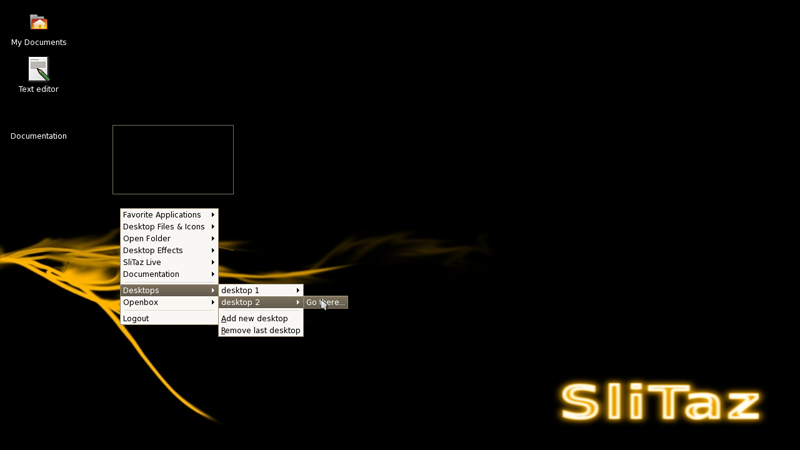 My Documents
Text editor
Documentation
Favorite Applications
Desktop Files & Icons
Open Folder
Desktop Effects
SliTaz Live
Documentation
Desktops
Openbox
Logout
desktop 1
desktop 2
Add new desktop
Remove last desktop
Go there...
SliTaz